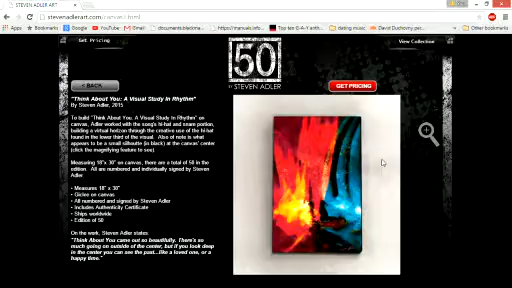 STEVEN ADLER ART
stevenadlerart.com/canvas1.html
Apps
Bookmarks
Google
YouTube
Gmail
dating music
David Duchovny pas...
Other bookmarks
Get Pricing
50
BY STEVEN ADLER
View Collection
< BACK
GET PRICING
"Think About You: A Visual Study In Rhythm"
By Steven Adler, 2015
To build "Think About You: A Visual Study In Rhythm" on
canvas, Adler worked with the song's hi-hat and snare portion,
building a virtual horizon through the creative use of the hi-hat
found in the lower third of the visual. Also of note is what
appears to be a small silhoutte (in black) at the canvas' center
(click the magnifying feature to see).
Measuring 18"x 30" on canvas, there are a total of 50 in the
edition. All are numbered and individually signed by Steven
Adler.
• Measures 18" x 30"
• Giclee on canvas
• All numbered and signed by Steven Adler
• Includes Authenticity Certificate
• Ships worldwide
• Edition of 50
On the work, Steven Adler states:
"Think About You came out so beautifully. There's so
much going on outside of the center, but if you look deep
in the center you can see the past...like a loved one, or a
happy time."